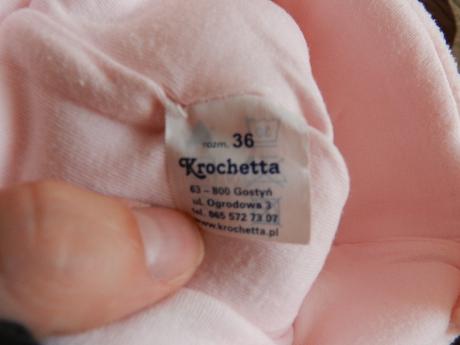 rozm. 36
Krochetta
63 - 800 Gostyń
ul. Ogrodowa 3
tel. 065 572 73 07
www.krochetta.pl